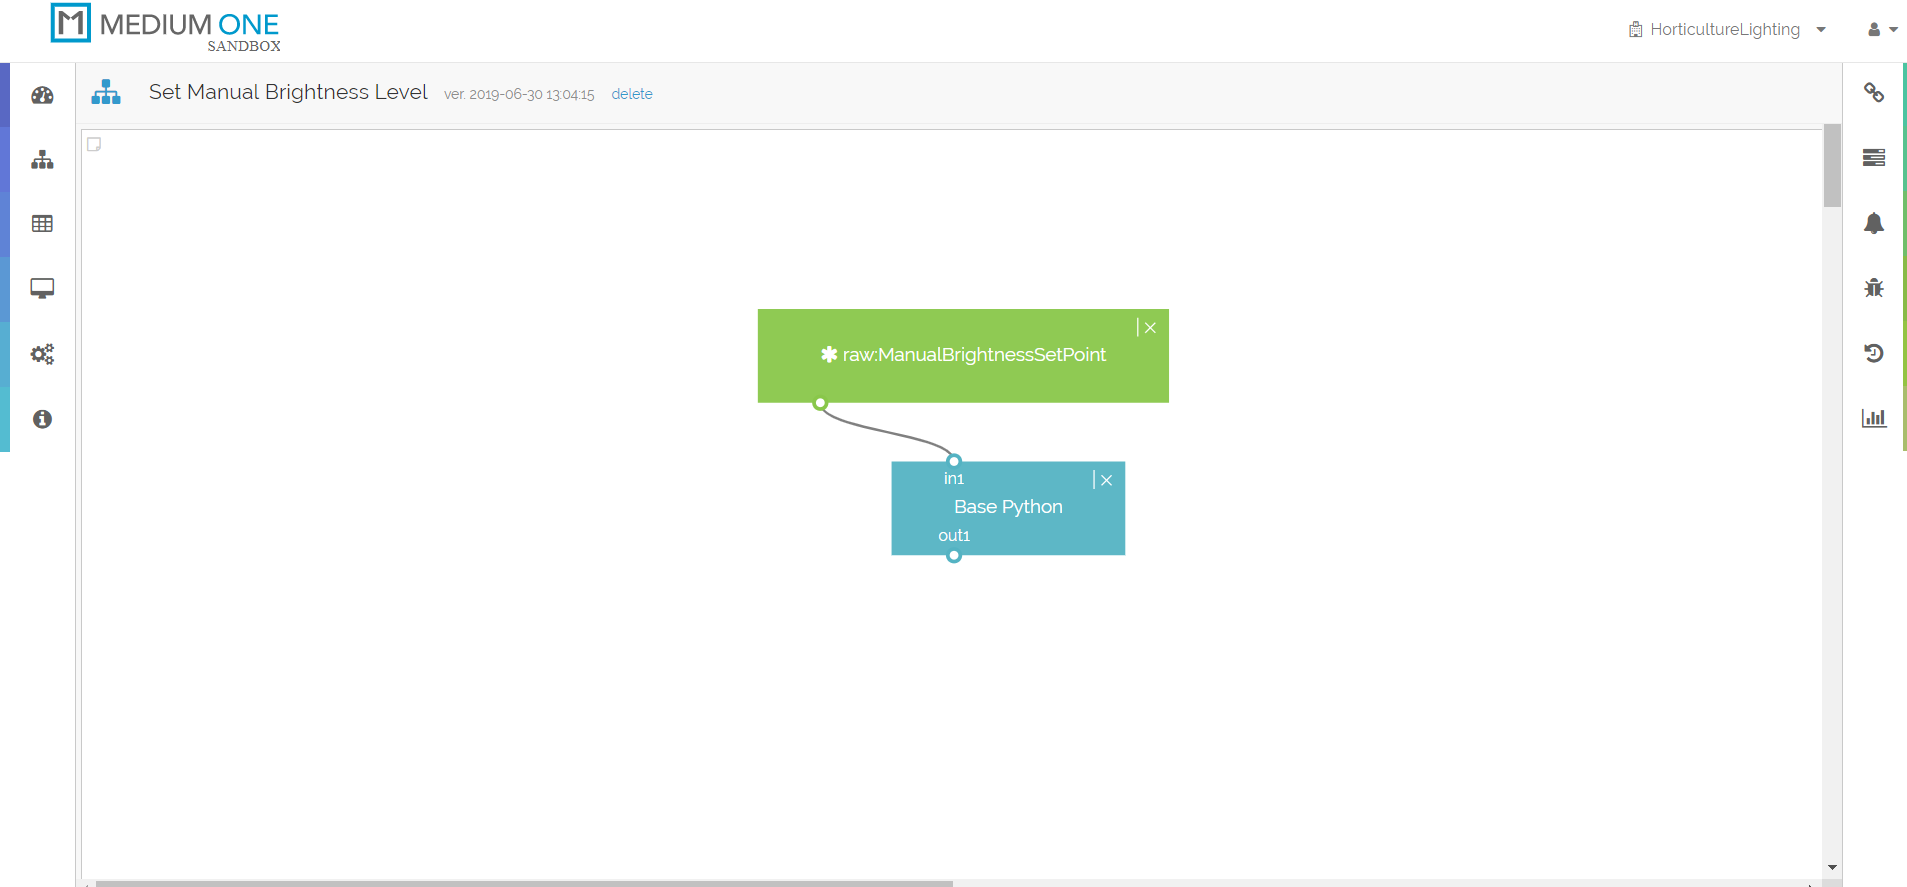 MEDIUM ONE
SANDBOX
HorticultureLighting
Set Manual Brightness Level ver. 2019-06-30 13:04:15 delete
raw:ManualBrightnessSetPoint
in1
Base Python
out1